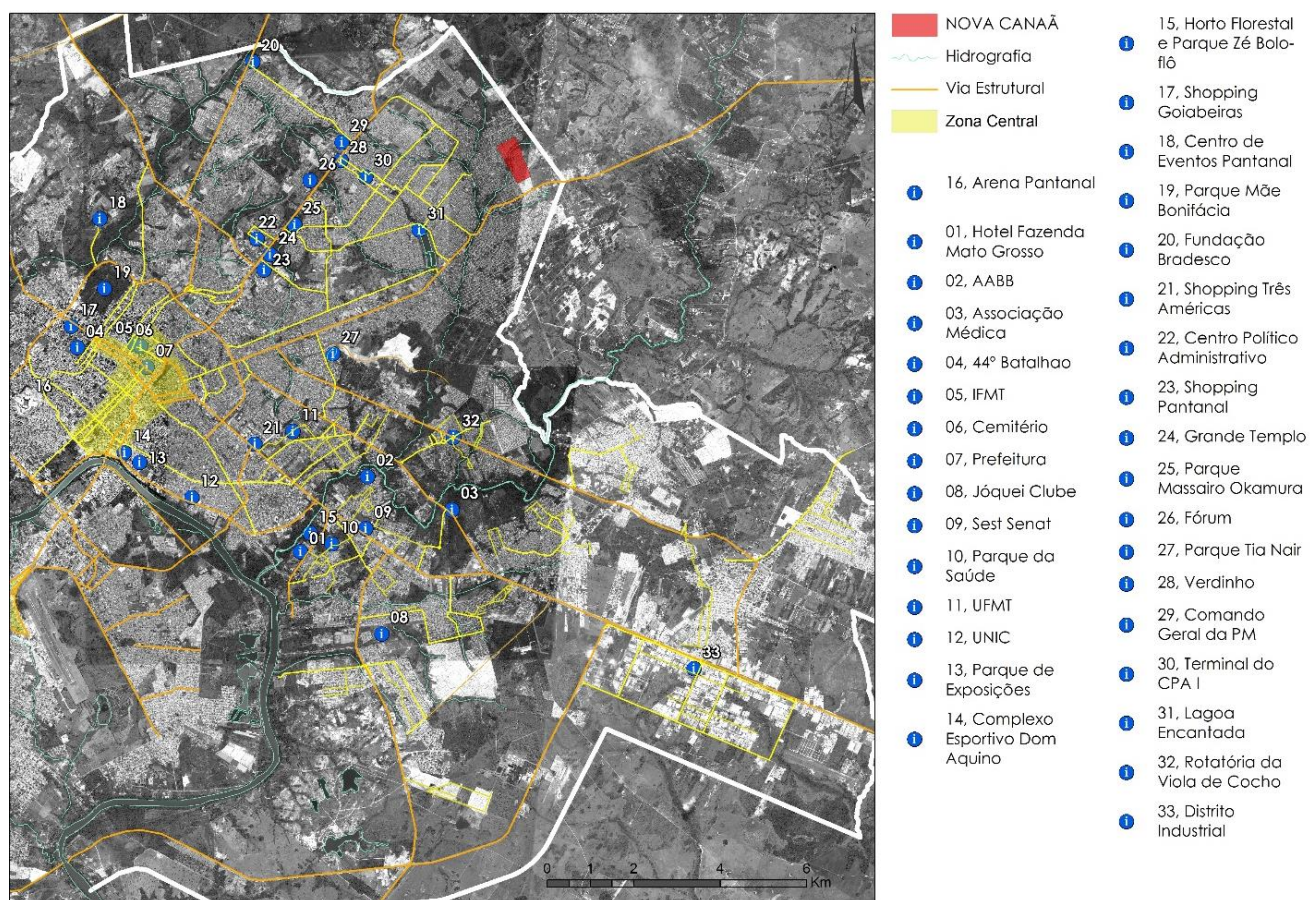 20
29
28
26
30
18
25
31
22
24
23
19
17
04
05
06
07
27
16
21
11
32
14
13
12
02
03
15
09
10
01
08
33
0
2
4
6
Km
N
NOVA CANAÃ
Hidrografia
Via Estrutural
Zona Central
16, Arena Pantanal
01, Hotel Fazenda
Mato Grosso
02, AABB
03, Associação
Médica
04, 44º Batalhao
05, IFMT
06, Cemitério
07, Prefeitura
08, Jóquei Clube
09, Sest Senat
10, Parque da
Saúde
11, UFMT
12, UNIC
13, Parque de
Exposições
14, Complexo
Esportivo Dom
Aquino
15, Horto Florestal
e Parque Zé Bolo-
flô
17, Shopping
Goiabeiras
18, Centro de
Eventos Pantanal
19, Parque Mãe
Bonifácia
20, Fundação
Bradesco
21, Shopping Três
Américas
22, Centro Político
Administrativo
23, Shopping
Pantanal
24, Grande Templo
25, Parque
Massairo Okamura
26, Fórum
27, Parque Tia Nair
28, Verdinho
29, Comando
Geral da PM
30, Terminal do
CPA I
31, Lagoa
Encantada
32, Rotatória da
Viola de Cocho
33, Distrito
Industrial